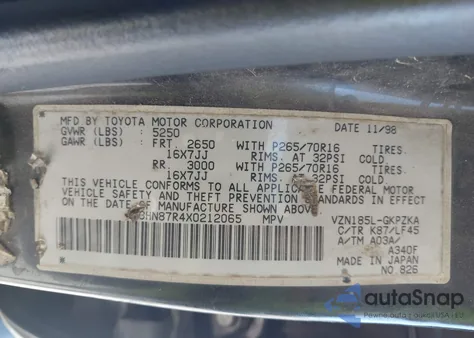 MFD BY TOYOTA MOTOR CORPORATION DATE 11/98
GVWR (LBS) : 5250
GAWR (LBS) : FRT. 2650 WITH P265/70R16 TIRES.
16X7JJ RIMS. AT 32PSI COLD
RR. 3000 WITH P265/70R16 TIRES.
16X7JJ RIMS. AT 32PSI COLD
THIS VEHICLE CONFORMS TO ALL APPLICABLE FEDERAL MOTOR
VEHICLE SAFETY AND THEFT PREVENTION STANDARDS IN EFFECT
ON THE DATE OF MANUFACTURE SHOWN ABOVE
HN87R4X0212065 MPV VZN185L-GKPZKA
C/TR K87/LF45
A/TM A03A/
A340F
MADE IN JAPAN
NO. 826
autoSnap